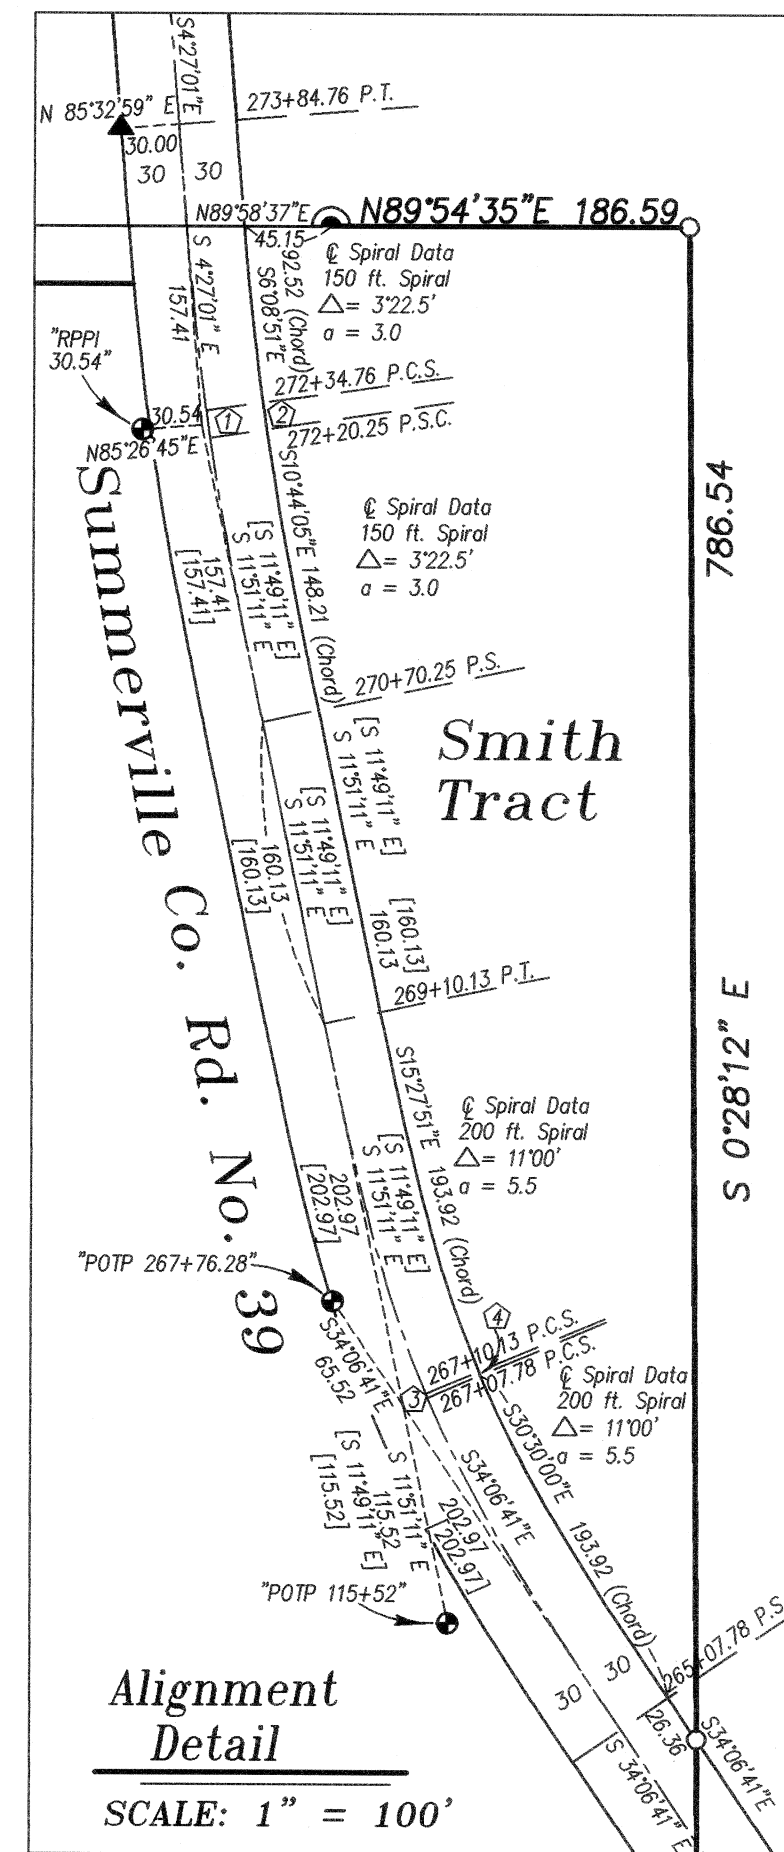 S4°27'01"E
N 85°32'59" E
273+84.76 P.T.
30.00
30
30
N89°58'37"E
N89°54'35"E 186.59
45.15
℄ Spiral Data
150 ft. Spiral
△= 3°22.5'
a = 3.0
S 4°27'01" E
157.41
92.52 (Chord)
S6°08'51"E
"RPPI
30.54"
272+34.76 P.C.S.
30.54
1
2
272+20.25 P.S.C.
N85°26'45"E
Summerville Co. Rd. No. 39
S10°44'05"E 148.21 (Chord)
℄ Spiral Data
150 ft. Spiral
△= 3°22.5'
a = 3.0
786.54
[S 11°49'11" E]
S 11°51'11" E
157.41
[157.41]
270+70.25 P.S.
Smith
Tract
[S 11°49'11" E]
S 11°51'11" E
[S 11°49'11" E]
S 11°51'11" E
160.13
[160.13]
[160.13]
160.13
269+10.13 P.T.
S 0°28'12" E
S15°27'51"E 193.92 (Chord)
℄ Spiral Data
200 ft. Spiral
△= 11°00'
a = 5.5
[S 11°49'11" E]
S 11°51'11" E
202.97
[202.97]
"POTP 267+76.28"
4
S34°06'41"E
65.52
267+10.13 P.C.S.
267+07.78 P.C.S.
3
℄ Spiral Data
200 ft. Spiral
△= 11°00'
a = 5.5
S30°30'00"E 193.92 (Chord)
S34°06'41"E
S 11°51'11" E
115.52
[S 11°49'11" E]
[115.52]
202.97
[202.97]
"POTP 115+52"
265+07.78 P.S.
30
30
26.36
S34°06'41"E
S 34°06'41" E
Alignment
Detail
SCALE: 1" = 100'